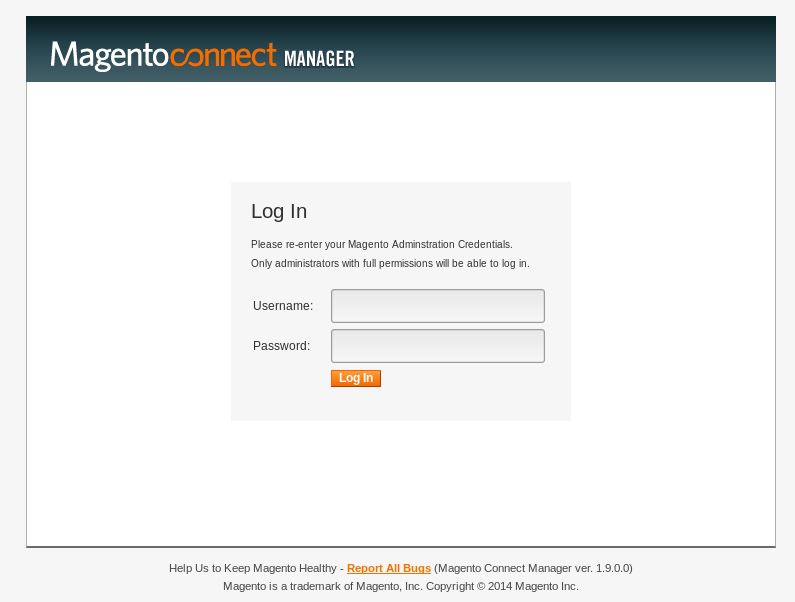 Magentoconnect MANAGER
Log In
Please re-enter your Magento Adminstration Credentials.
Only administrators with full permissions will be able to log in.
Username:
Password:
Log In
Help Us to Keep Magento Healthy - Report All Bugs (Magento Connect Manager ver. 1.9.0.0)
Magento is a trademark of Magento, Inc. Copyright © 2014 Magento Inc.